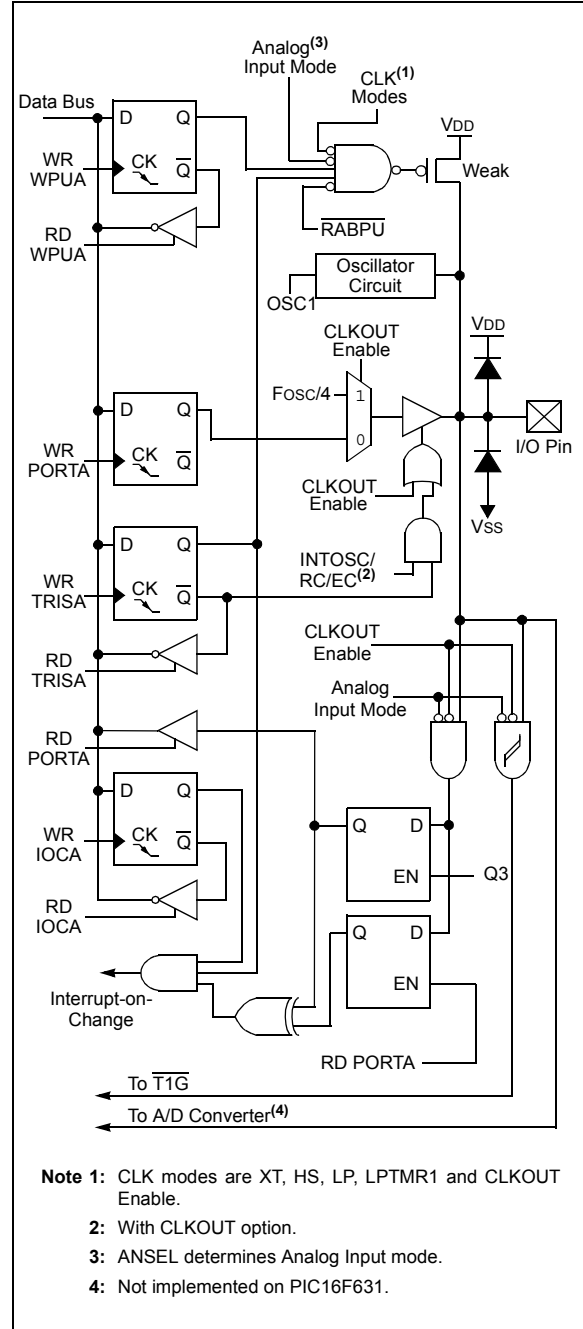 Analog(3)
Input Mode
CLK(1)
Modes
Data Bus
VDD
D Q
WR
WPUA
CK Q
Weak
RD
WPUA
RABPU
Oscillator
Circuit
OSC1
CLKOUT
Enable
VDD
FOSC/4
1
D Q
0
I/O Pin
WR
PORTA
CK Q
CLKOUT
Enable
VSS
D Q
INTOSC/
RC/EC(2)
WR
TRISA
CK Q
CLKOUT
Enable
RD
TRISA
Analog
Input Mode
RD
PORTA
D Q
Q D
WR
IOCA
CK Q
EN
Q3
RD
IOCA
Q D
EN
Interrupt-on-
Change
RD PORTA
To T1G
To A/D Converter(4)
Note 1: CLK modes are XT, HS, LP, LPTMR1 and CLKOUT
Enable.
2: With CLKOUT option.
3: ANSEL determines Analog Input mode.
4: Not implemented on PIC16F631.